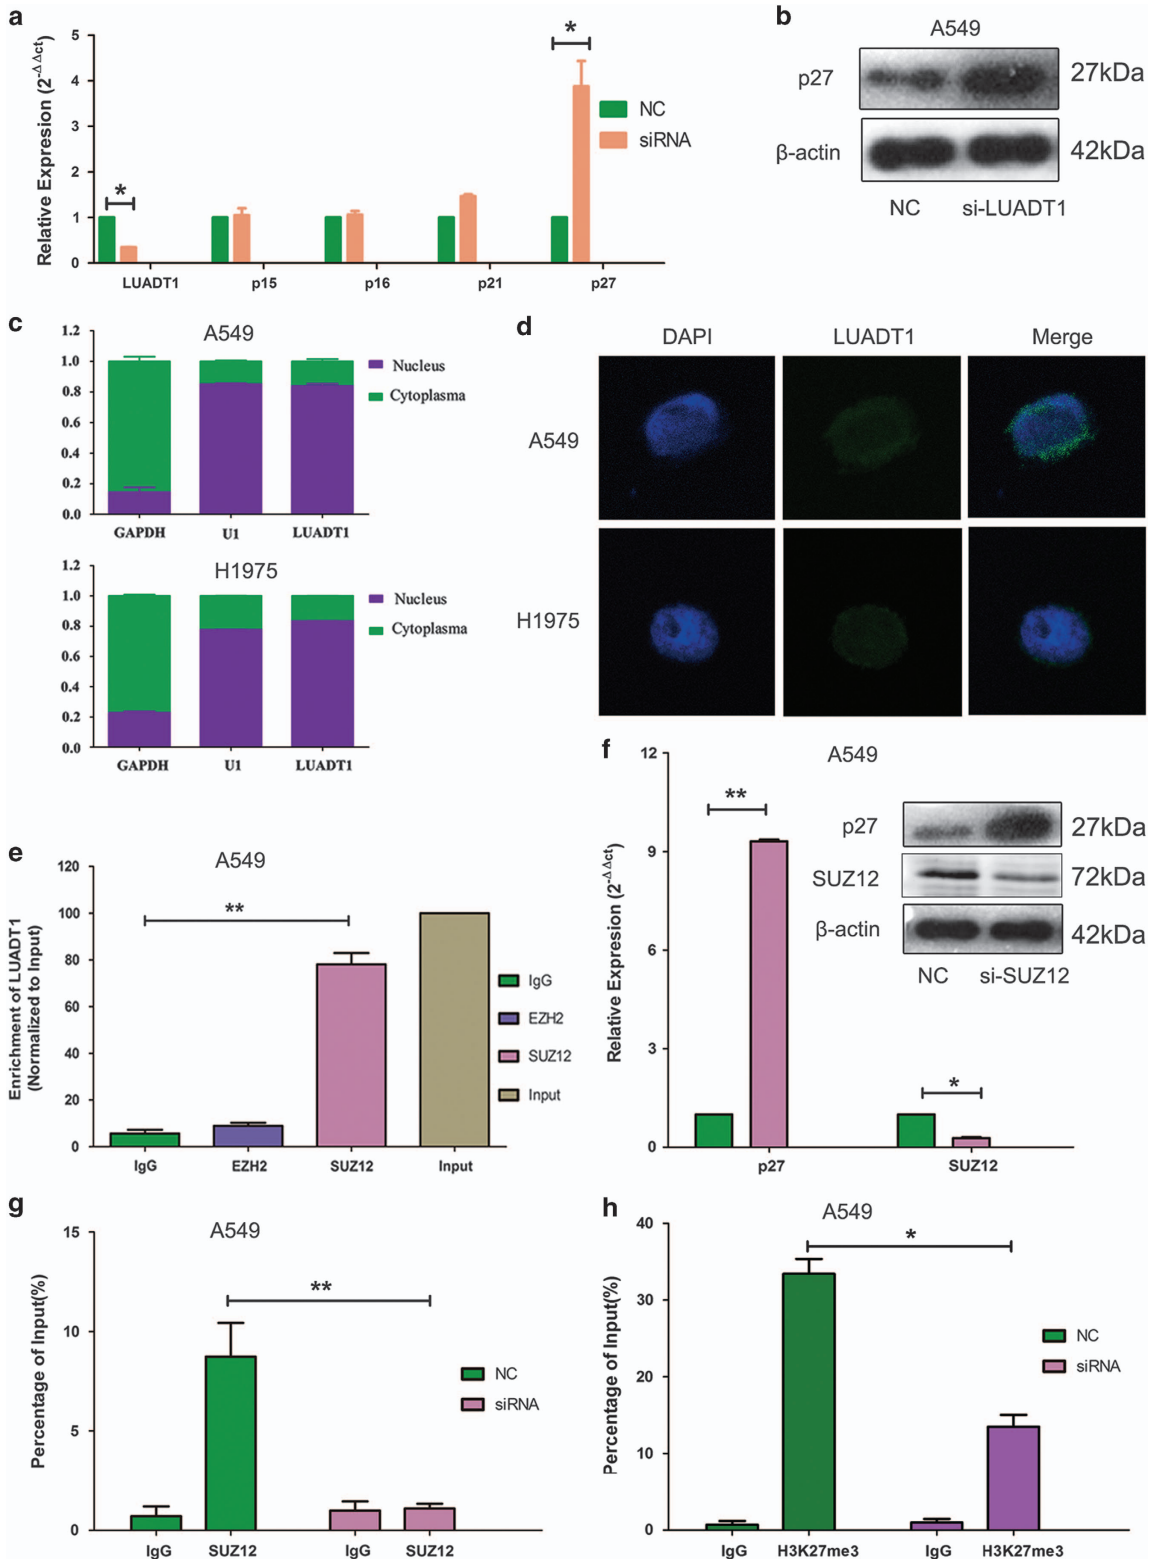 a
*
*
5
4
3
2
1
0
Relative Expresion (2-ΔΔct)
NC
siRNA
LUADT1 p15 p16 p21 p27
b
A549
p27 27kDa
β-actin 42kDa
NC si-LUADT1
c
A549
1.2
1.0
0.8
0.6
0.4
0.2
0.0
Nucleus
Cytoplasma
GAPDH U1 LUADT1
H1975
1.2
1.0
0.8
0.6
0.4
0.2
0.0
Nucleus
Cytoplasma
GAPDH U1 LUADT1
d
DAPI LUADT1 Merge
A549
H1975
e
A549
120
100
80
60
40
20
0
Enrichment of LUADT1
(Normalized to Input)
**
IgG
EZH2
SUZ12
Input
IgG EZH2 SUZ12 Input
f
A549
12
9
6
3
0
Relative Expresion (2-ΔΔct)
**
*
p27 27kDa
SUZ12 72kDa
β-actin 42kDa
NC si-SUZ12
p27 SUZ12
g
A549
15
10
5
0
Percentage of Input(%)
**
NC
siRNA
IgG SUZ12 IgG SUZ12
h
A549
40
30
20
10
0
Percentage of Input(%)
*
NC
siRNA
IgG H3K27me3 IgG H3K27me3